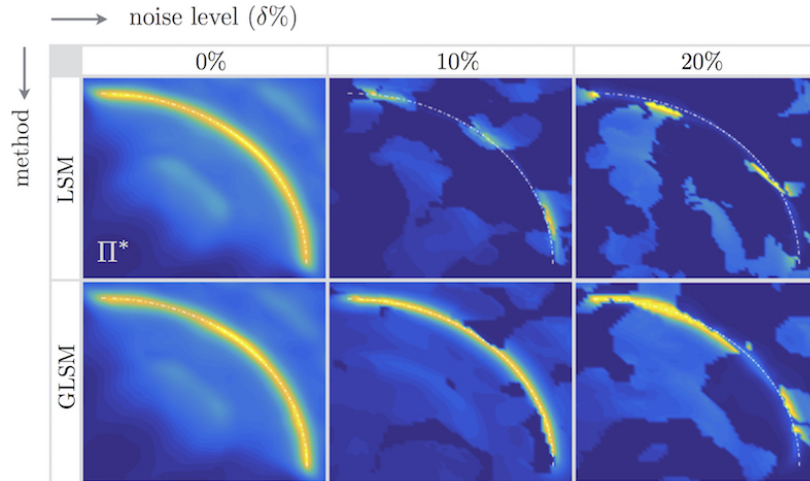 noise level (δ%)
0% 10% 20%
method
LSM
Π*
GLSM